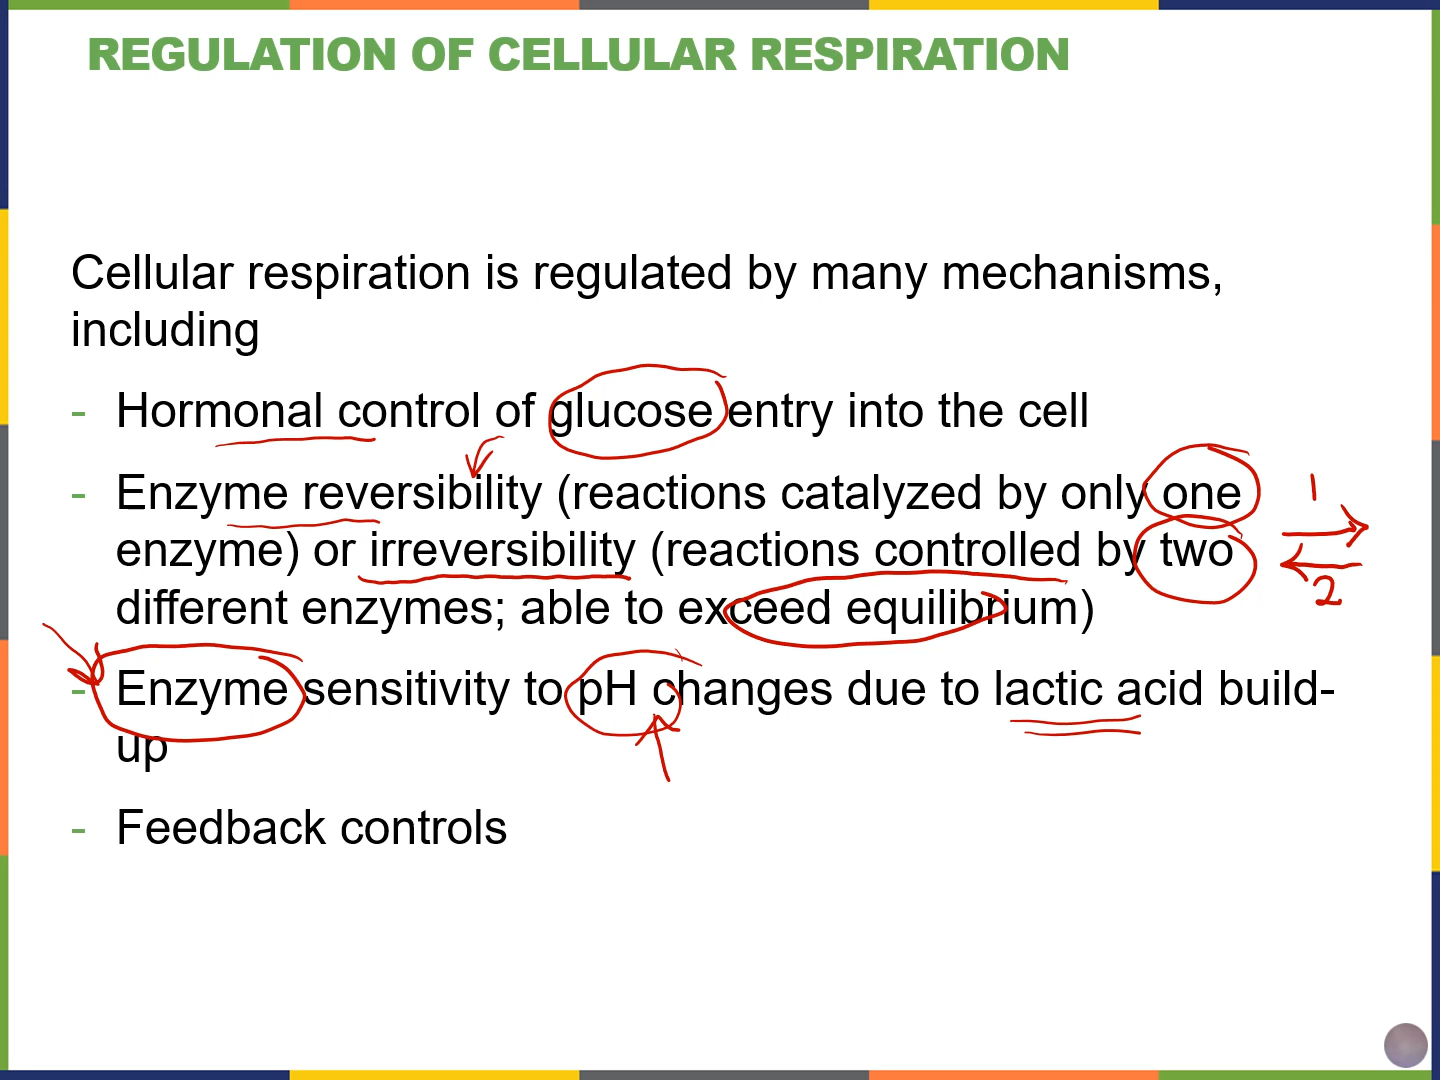 REGULATION OF CELLULAR RESPIRATION
Cellular respiration is regulated by many mechanisms,
including
- Hormonal control of glucose entry into the cell
- Enzyme reversibility (reactions catalyzed by only one
enzyme) or irreversibility (reactions controlled by two
different enzymes; able to exceed equilibrium)
1
2
- Enzyme sensitivity to pH changes due to lactic acid build-
up
- Feedback controls